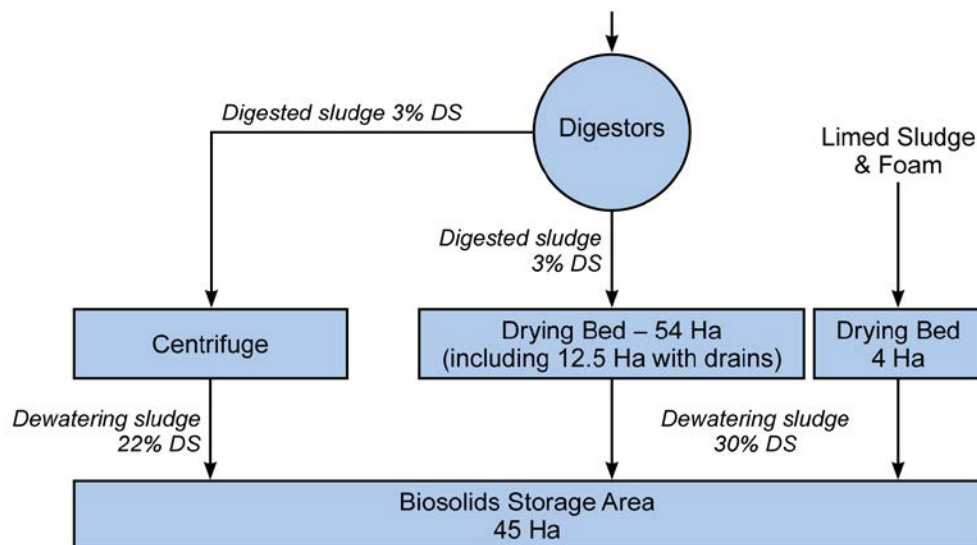 Digested sludge 3% DS
Digestors
Limed Sludge
& Foam
Digested sludge
3% DS
Centrifuge
Drying Bed – 54 Ha
(including 12.5 Ha with drains)
Drying Bed
4 Ha
Dewatering sludge
22% DS
Dewatering sludge
30% DS
Biosolids Storage Area
45 Ha